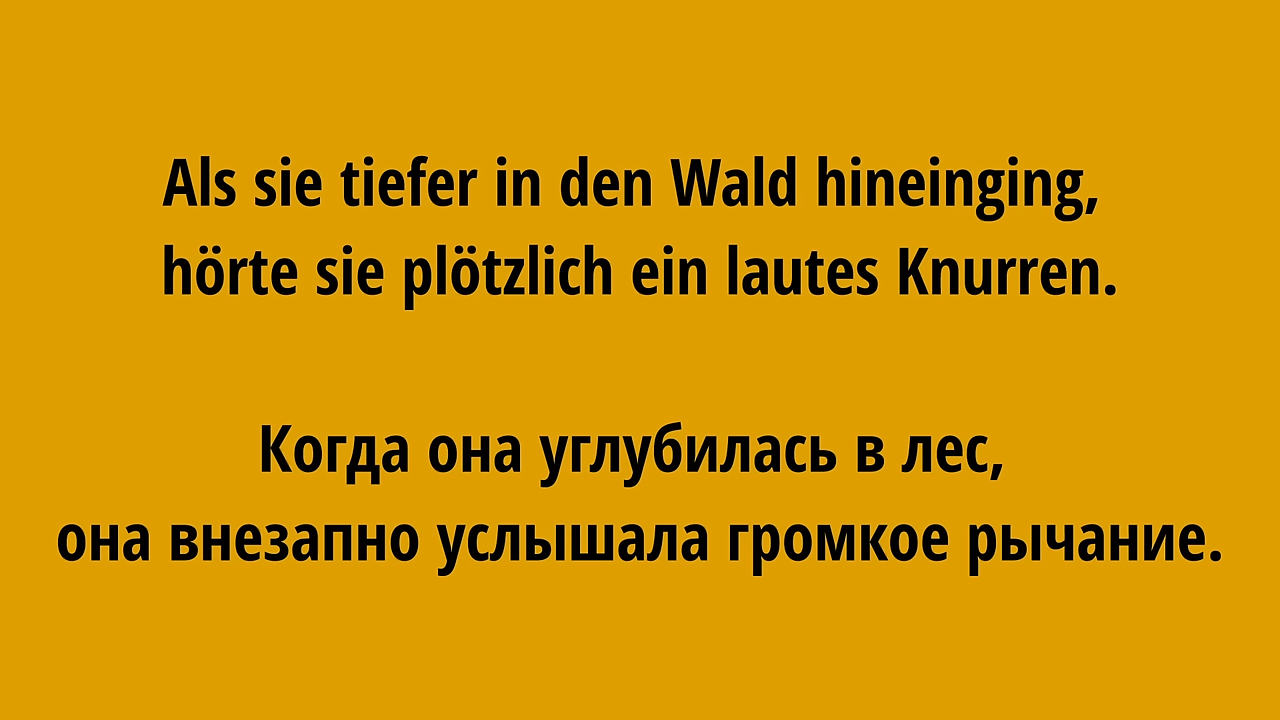 Als sie tiefer in den Wald hineinging,
hörte sie plötzlich ein lautes Knurren.
Когда она углубилась в лес,
она внезапно услышала громкое рычание.